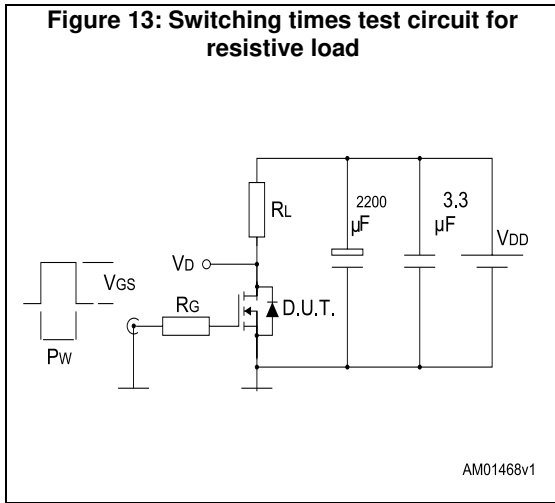 Figure 13: Switching times test circuit for
resistive load
RL
2200
µF
3.3
µF
VDD
VD
VGS
RG
D.U.T.
PW
AM01468v1